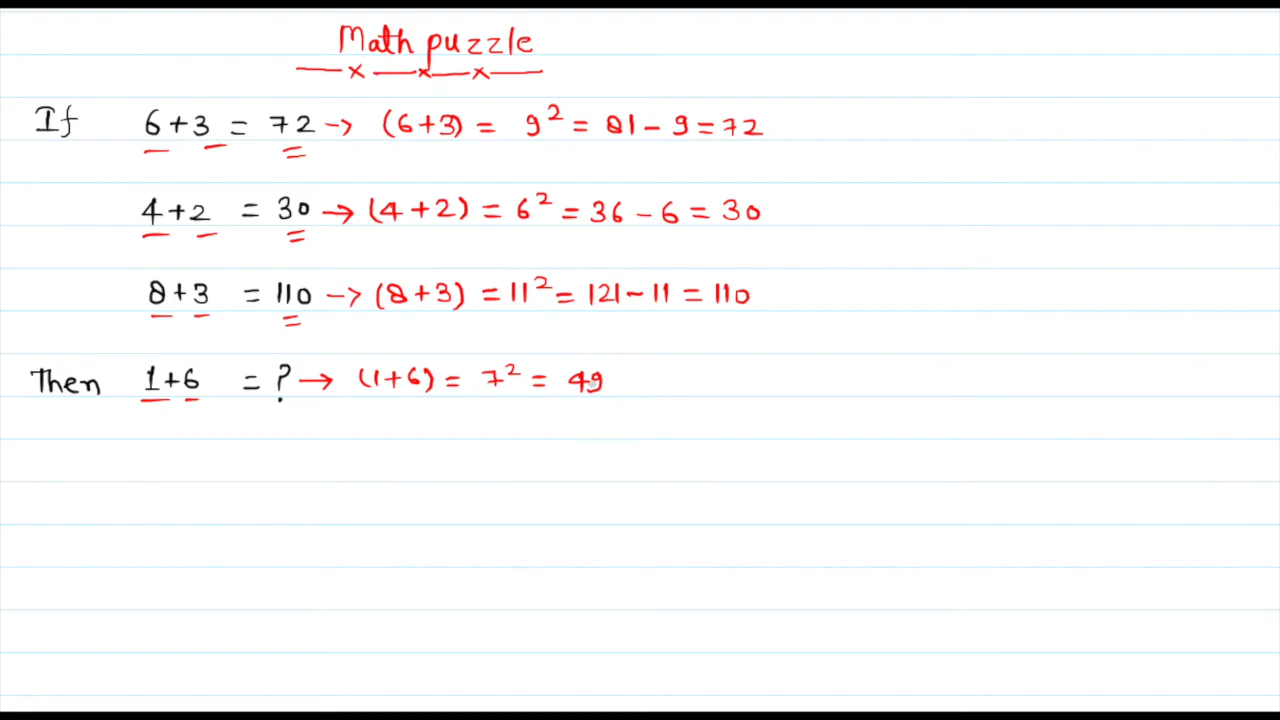 Math puzzle
If 6 + 3 = 72 → (6+3) = 9² = 81 - 9 = 72
4 + 2 = 30 → (4+2) = 6² = 36 - 6 = 30
8 + 3 = 110 → (8+3) = 11² = 121 - 11 = 110
Then 1 + 6 = ? → (1+6) = 7² = 49